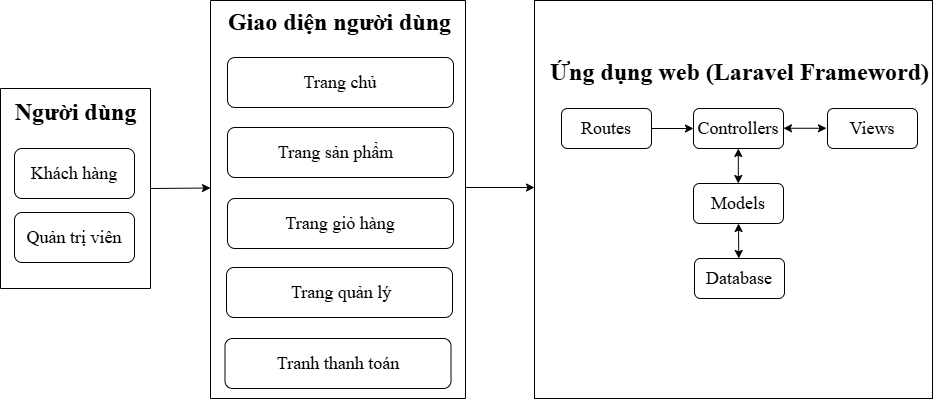 Người dùng
Khách hàng
Quản trị viên
Giao diện người dùng
Trang chủ
Trang sản phẩm
Trang giỏ hàng
Trang quản lý
Tranh thanh toán
Ứng dụng web (Laravel Frameword)
Routes
Controllers
Views
Models
Database